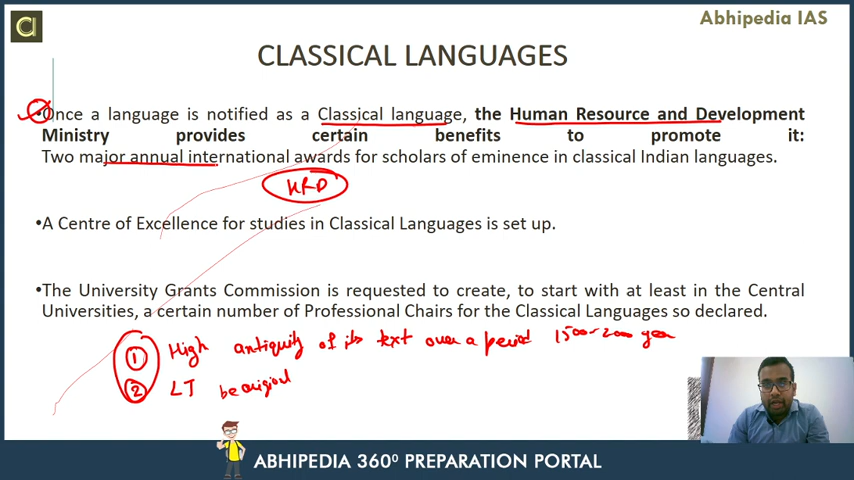 Abhipedia IAS
CLASSICAL LANGUAGES
•Once a language is notified as a Classical language, the Human Resource and Development
Ministry provides certain benefits to promote it:
Two major annual international awards for scholars of eminence in classical Indian languages.
HRD
•A Centre of Excellence for studies in Classical Languages is set up.
•The University Grants Commission is requested to create, to start with at least in the Central
Universities, a certain number of Professional Chairs for the Classical Languages so declared.
1 High antiquity of its text over a period 1500-2000 year
2 LT be original
ABHIPEDIA 360⁰ PREPARATION PORTAL